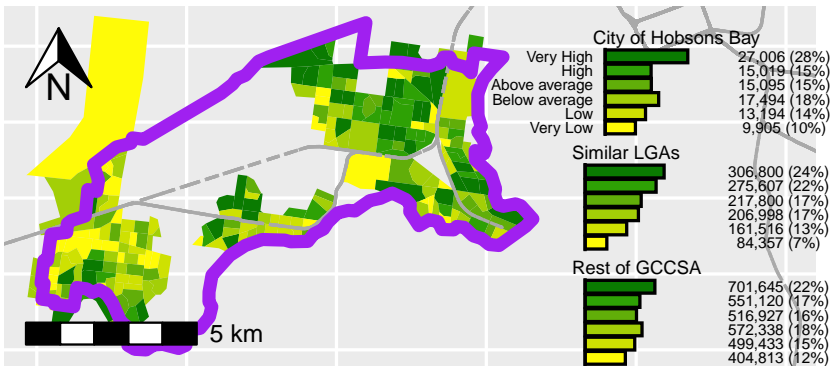 N
5 km
City of Hobsons Bay
Very High 27,006 (28%)
High 15,019 (15%)
Above average 15,095 (15%)
Below average 17,494 (18%)
Low 13,194 (14%)
Very Low 9,905 (10%)
Similar LGAs
306,800 (24%)
275,607 (22%)
217,800 (17%)
206,998 (17%)
161,516 (13%)
84,357 (7%)
Rest of GCCSA
701,645 (22%)
551,120 (17%)
516,927 (16%)
572,338 (18%)
499,433 (15%)
404,813 (12%)